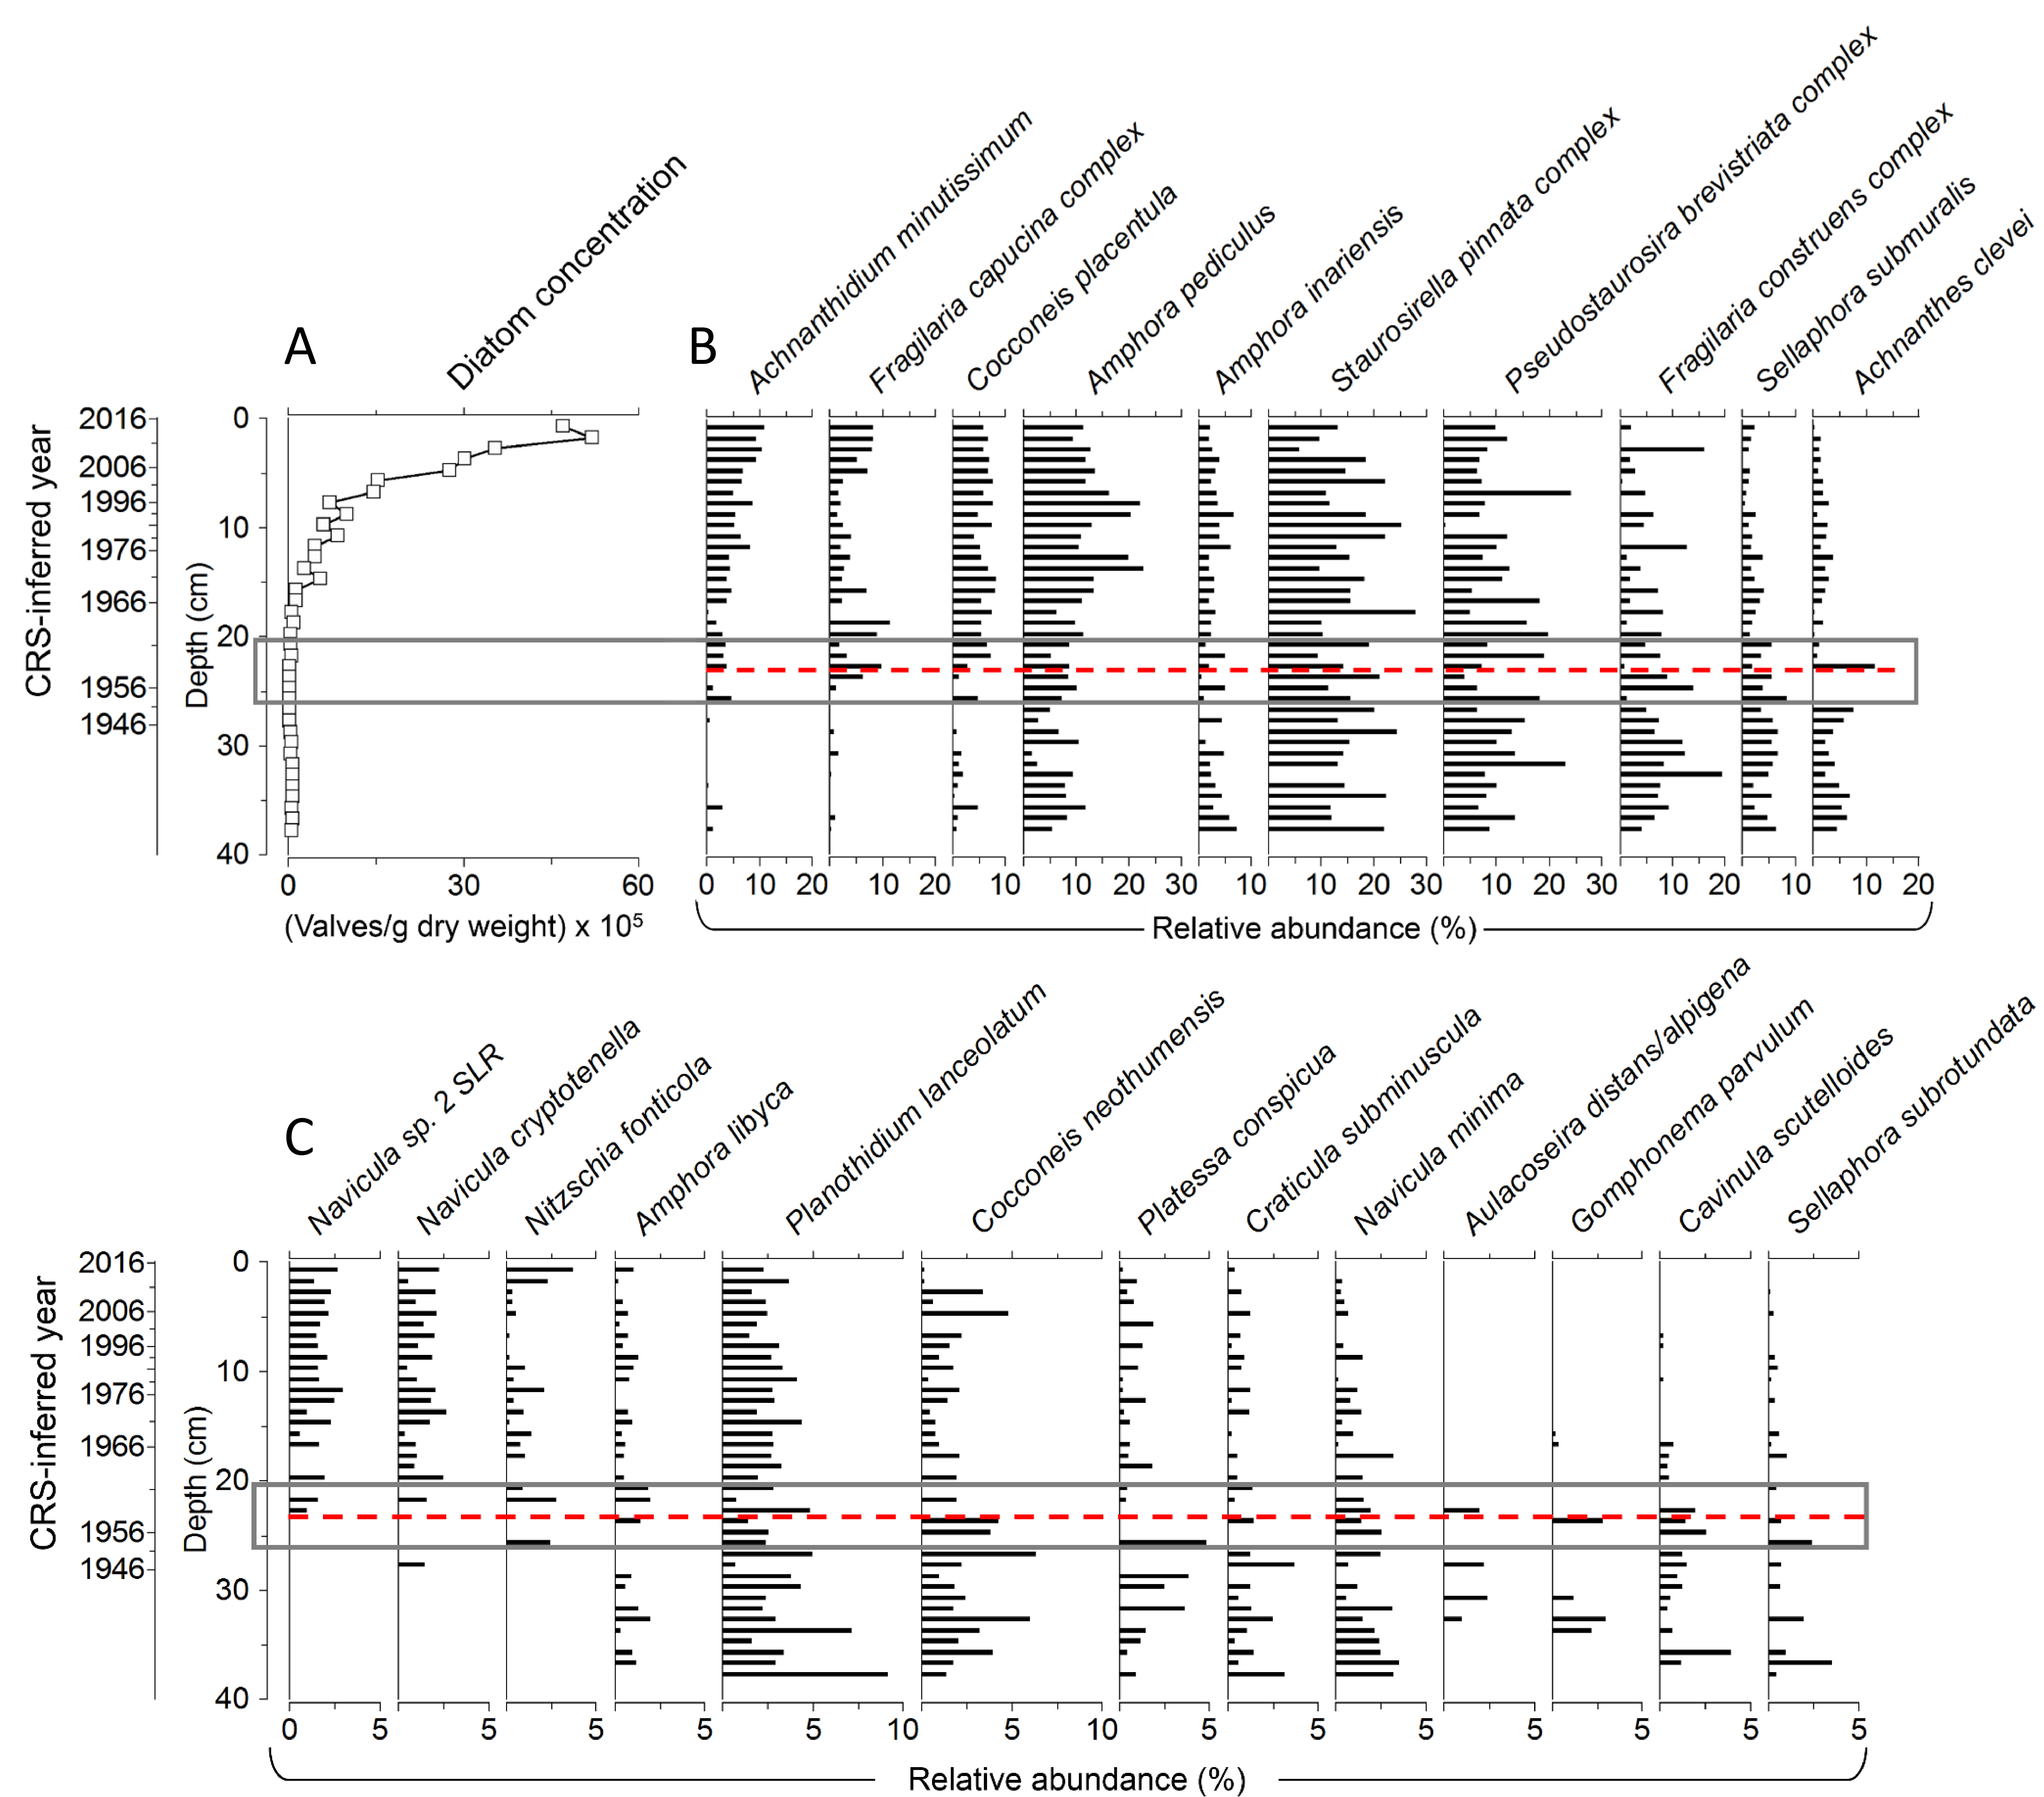 A
Diatom concentration
B
Achnanthidium minutissimum
Fragilaria capucina complex
Cocconeis placentula
Amphora pediculus
Amphora inariensis
Staurosirella pinnata complex
Pseudostaurosira brevistriata complex
Fragilaria construens complex
Sellaphora submuralis
Achnanthes clevei
CRS-inferred year
2016
2006
1996
1976
1966
1956
1946
Depth (cm)
0
10
20
30
40
0 30 60
(Valves/g dry weight) x 10⁵
0 10 20 10 20 10 10 20 30 10 10 20 30 10 20 30 10 20 10 10 20
Relative abundance (%)
C
Navicula sp. 2 SLR
Navicula cryptotenella
Nitzschia fonticola
Amphora libyca
Planothidium lanceolatum
Cocconeis neothumensis
Platessa conspicua
Craticula subminuscula
Navicula minima
Aulacoseira distans/alpigena
Gomphonema parvulum
Cavinula scutelloides
Sellaphora subrotundata
CRS-inferred year
2016
2006
1996
1976
1966
1956
1946
Depth (cm)
0
10
20
30
40
0 5 5 5 5 5 10 5 10 5 5 5 5 5 5 5
Relative abundance (%)